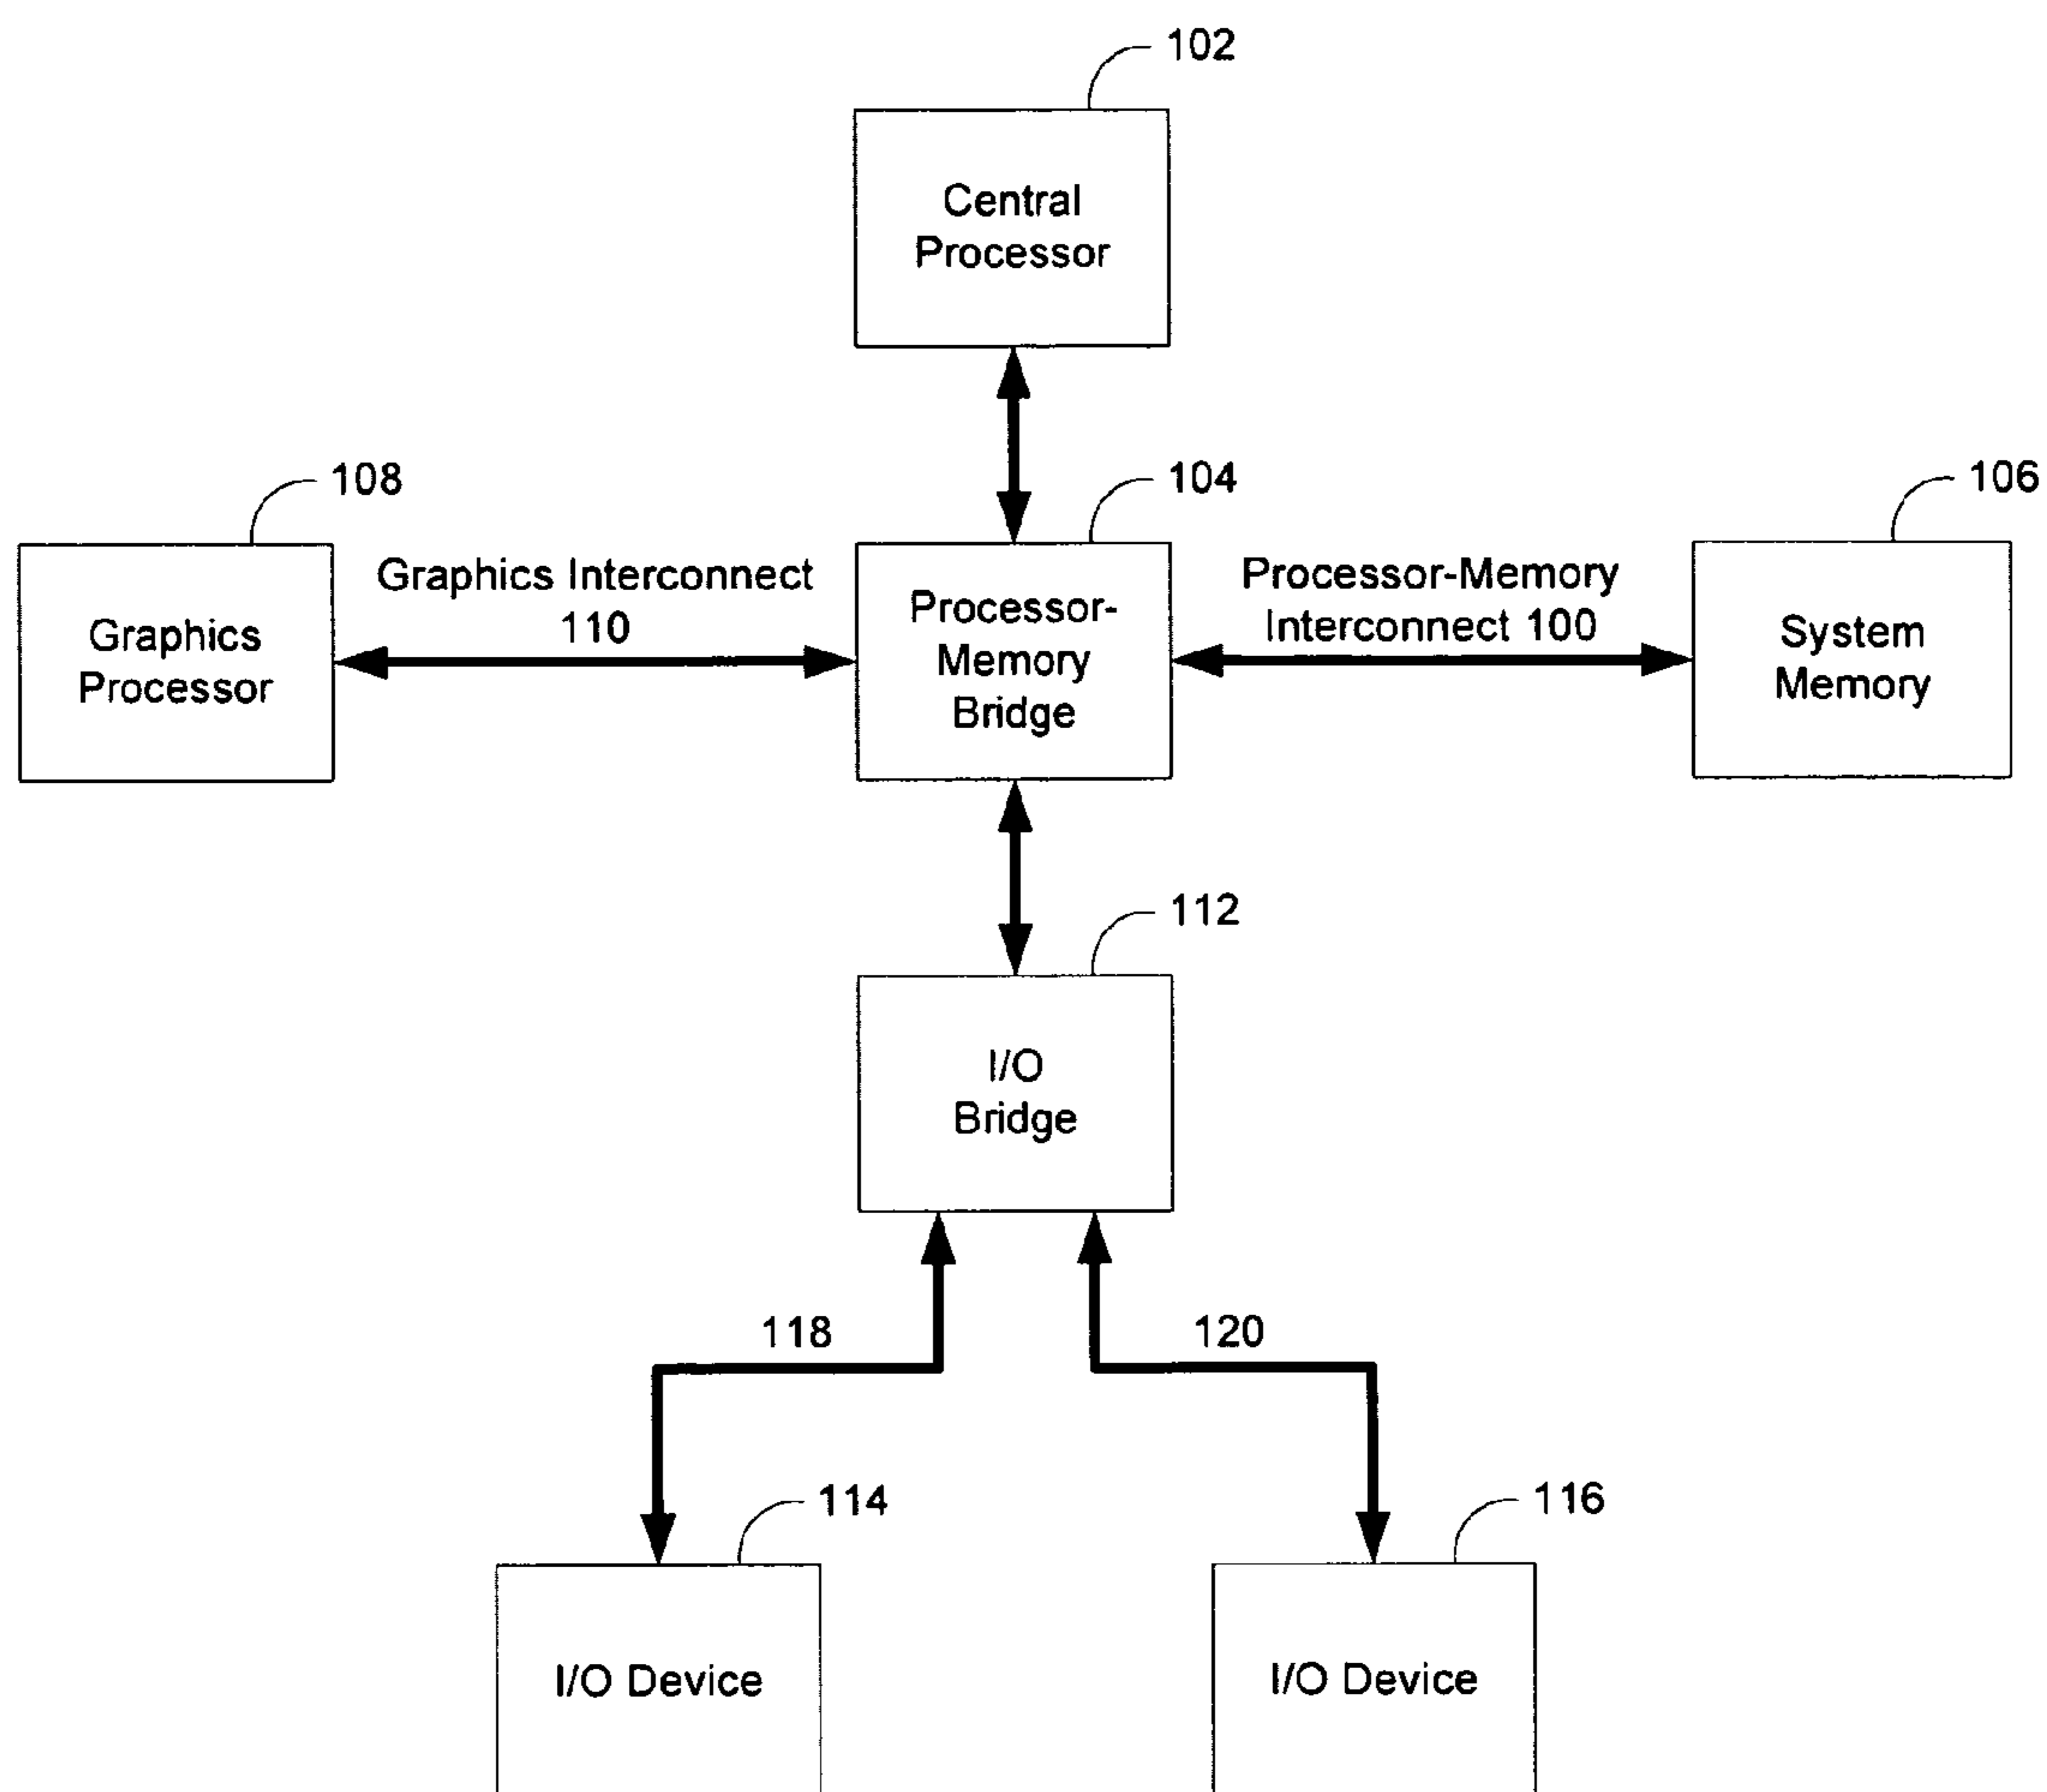 102
Central
Processor
108
104
106
Graphics Interconnect
110
Processor-Memory
Interconnect 100
Graphics
Processor
Processor-
Memory
Bridge
System
Memory
112
I/O
Bridge
118
120
114
116
I/O Device
I/O Device